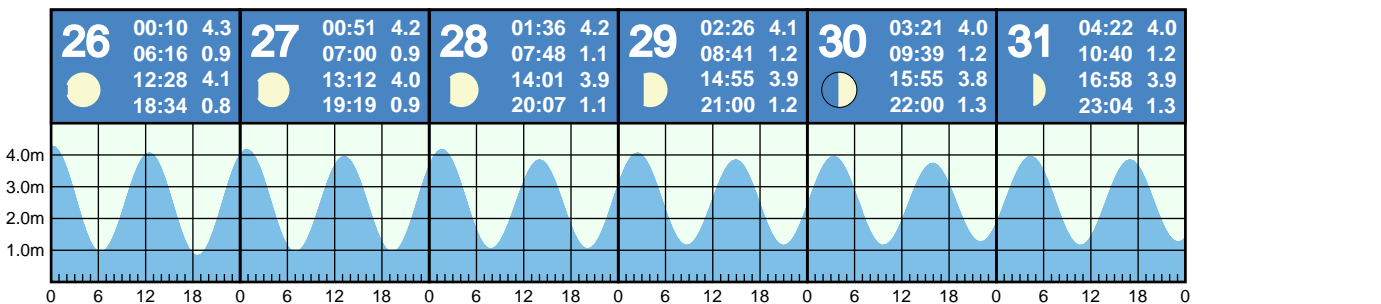 26 00:10 4.3 27 00:51 4.2 28 01:36 4.2 29 02:26 4.1 30 03:21 4.0 31 04:22 4.0
06:16 0.9 07:00 0.9 07:48 1.1 08:41 1.2 09:39 1.2 10:40 1.2
12:28 4.1 13:12 4.0 14:01 3.9 14:55 3.9 15:55 3.8 16:58 3.9
18:34 0.8 19:19 0.9 20:07 1.1 21:00 1.2 22:00 1.3 23:04 1.3
4.0m
3.0m
2.0m
1.0m
0 6 12 18 0 6 12 18 0 6 12 18 0 6 12 18 0 6 12 18 0 6 12 18 0